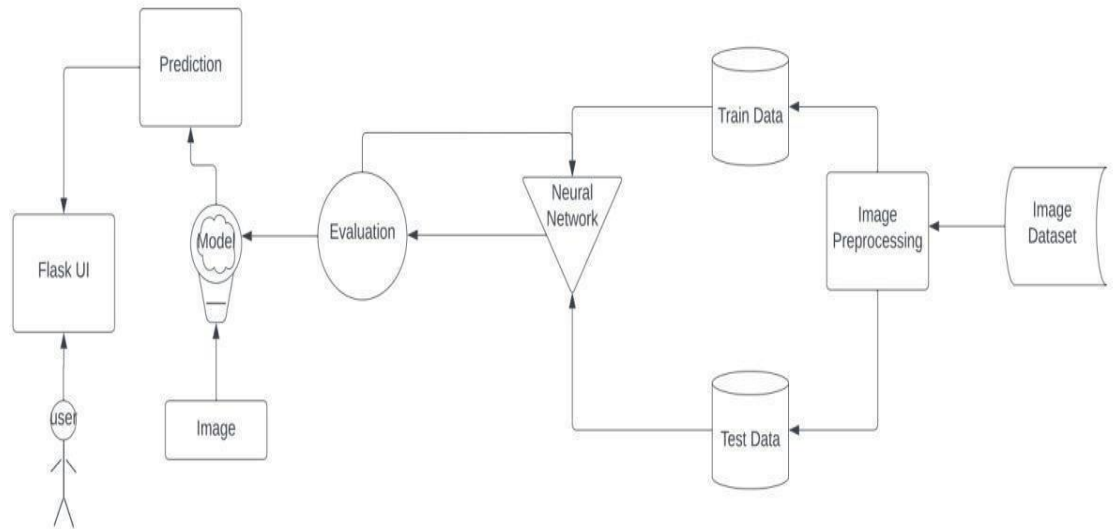 Prediction
Train Data
Neural
Network
Image
Preprocessing
Image
Dataset
Evaluation
Model
Flask UI
user
Image
Test Data